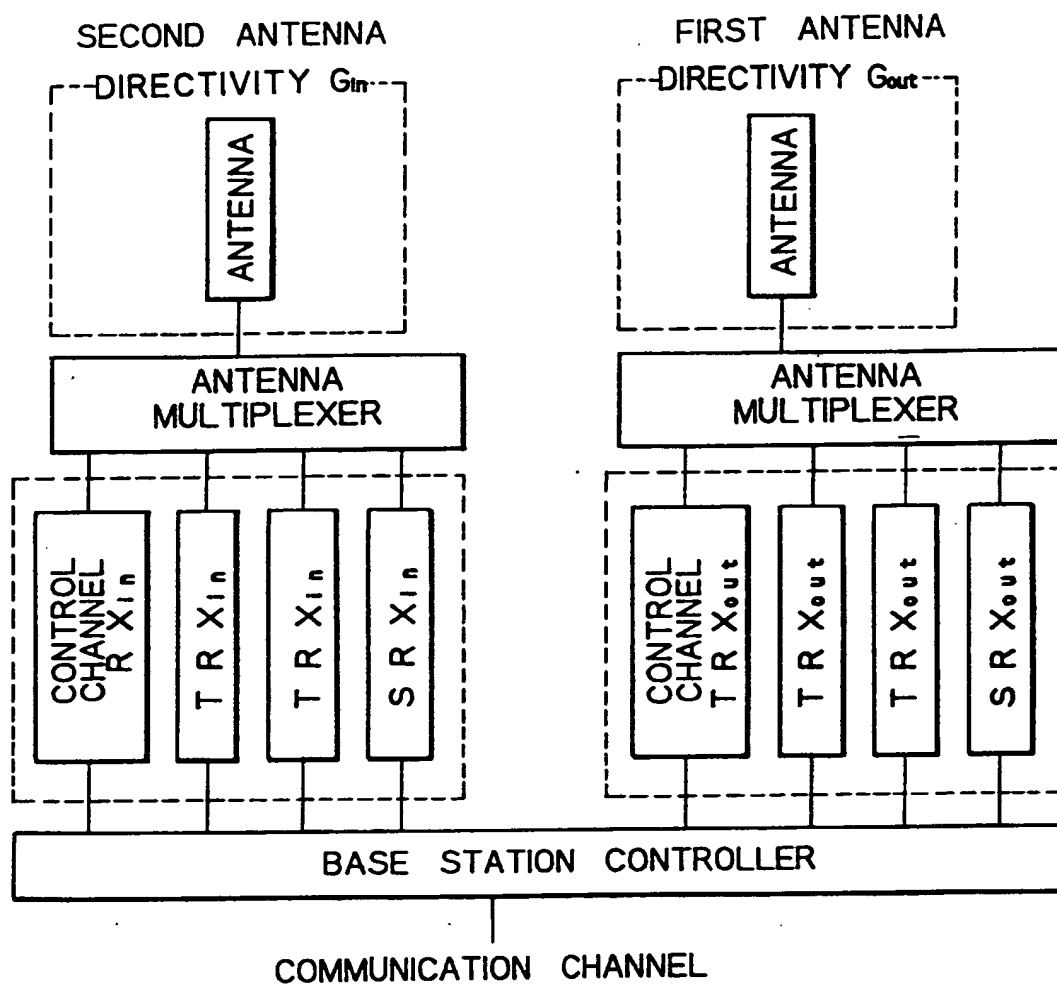 SECOND ANTENNA
DIRECTIVITY Gin
ANTENNA
ANTENNA
MULTIPLEXER
CONTROL
CHANNEL
R Xin
T R Xin
T R Xin
S R Xin
FIRST ANTENNA
DIRECTIVITY Gout
ANTENNA
ANTENNA
MULTIPLEXER
CONTROL
CHANNEL
T R Xout
T R Xout
T R Xout
S R Xout
BASE STATION CONTROLLER
COMMUNICATION CHANNEL